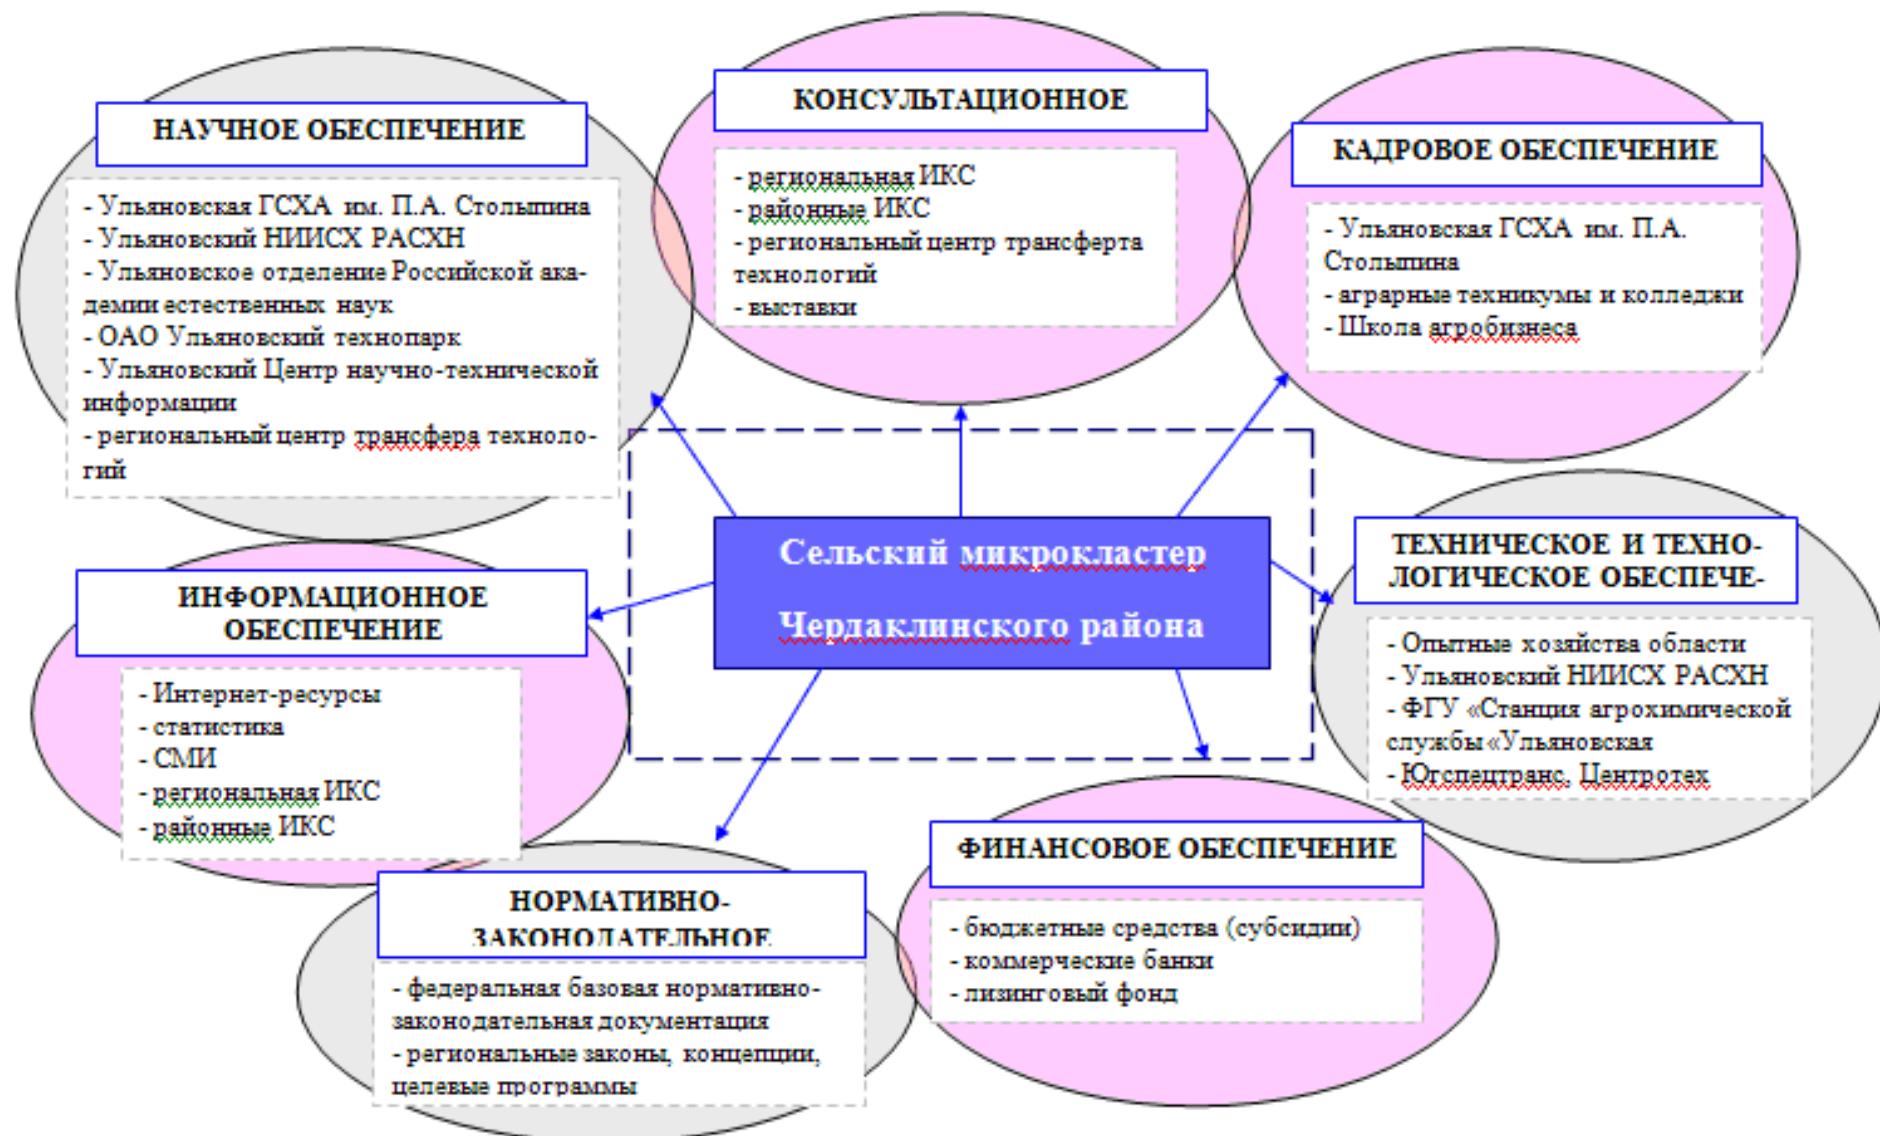 НАУЧНОЕ ОБЕСПЕЧЕНИЕ
- Ульяновская ГСХА им. П.А. Столыпина
- Ульяновский НИИСХ РАСХН
- Ульяновское отделение Российской ака-
демии естественных наук
- ОАО Ульяновский технопарк
- Ульяновский Центр научно-технической
информации
- региональный центр трансфера техноло-
гий
КОНСУЛЬТАЦИОННОЕ
- региональная ИКС
- районные ИКС
- региональный центр трансферта
технологий
- выставки
КАДРОВОЕ ОБЕСПЕЧЕНИЕ
- Ульяновская ГСХА им. П.А.
Столыпина
- аграрные техникумы и колледжи
- Школа агробизнеса
Сельский микрокластер
Чердаклинского района
ТЕХНИЧЕСКОЕ И ТЕХНО-
ЛОГИЧЕСКОЕ ОБЕСПЕЧЕ-
- Опытные хозяйства области
- Ульяновский НИИСХ РАСХН
- ФГУ «Станция агрохимической
службы «Ульяновская
- Югспецтранс, Центротех
ИНФОРМАЦИОННОЕ
ОБЕСПЕЧЕНИЕ
- Интернет-ресурсы
- статистика
- СМИ
- региональная ИКС
- районные ИКС
НОРМАТИВНО-
ЗАКОНОДАТЕЛЬНОЕ
- федеральная базовая нормативно-
законодательная документация
- региональные законы, концепции,
целевые программы
ФИНАНСОВОЕ ОБЕСПЕЧЕНИЕ
- бюджетные средства (субсидии)
- коммерческие банки
- лизинговый фонд